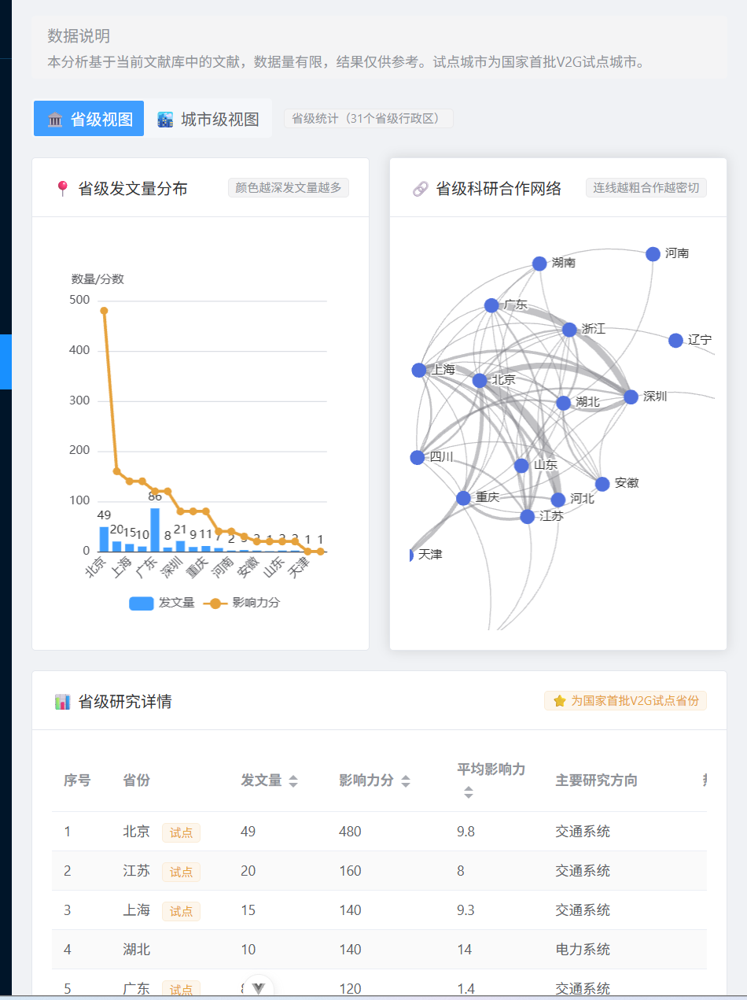 数据说明
本分析基于当前文献库中的文献，数据量有限，结果仅供参考。试点城市为国家首批V2G试点城市。
省级视图
城市级视图
省级统计（31个省级行政区）
省级发文量分布
颜色越深发文量越多
数量/分数
500
400
300
200
100
0
49
20
15
10
86
8
21
9
11
7
2
1
1
北京
上海
广东
深圳
重庆
河南
安徽
山东
天津
发文量
影响力分
省级科研合作网络
连线越粗合作越密切
河南
湖南
广东
浙江
辽宁
上海
北京
深圳
湖北
四川
山东
安徽
重庆
河北
江苏
天津
省级研究详情
为国家首批V2G试点省份
序号 省份 发文量 影响力分 平均影响力 主要研究方向
1 北京 试点 49 480 9.8 交通系统
2 江苏 试点 20 160 8 交通系统
3 上海 试点 15 140 9.3 交通系统
4 湖北 10 140 14 电力系统
5 广东 试点 120 1.4 交通系统